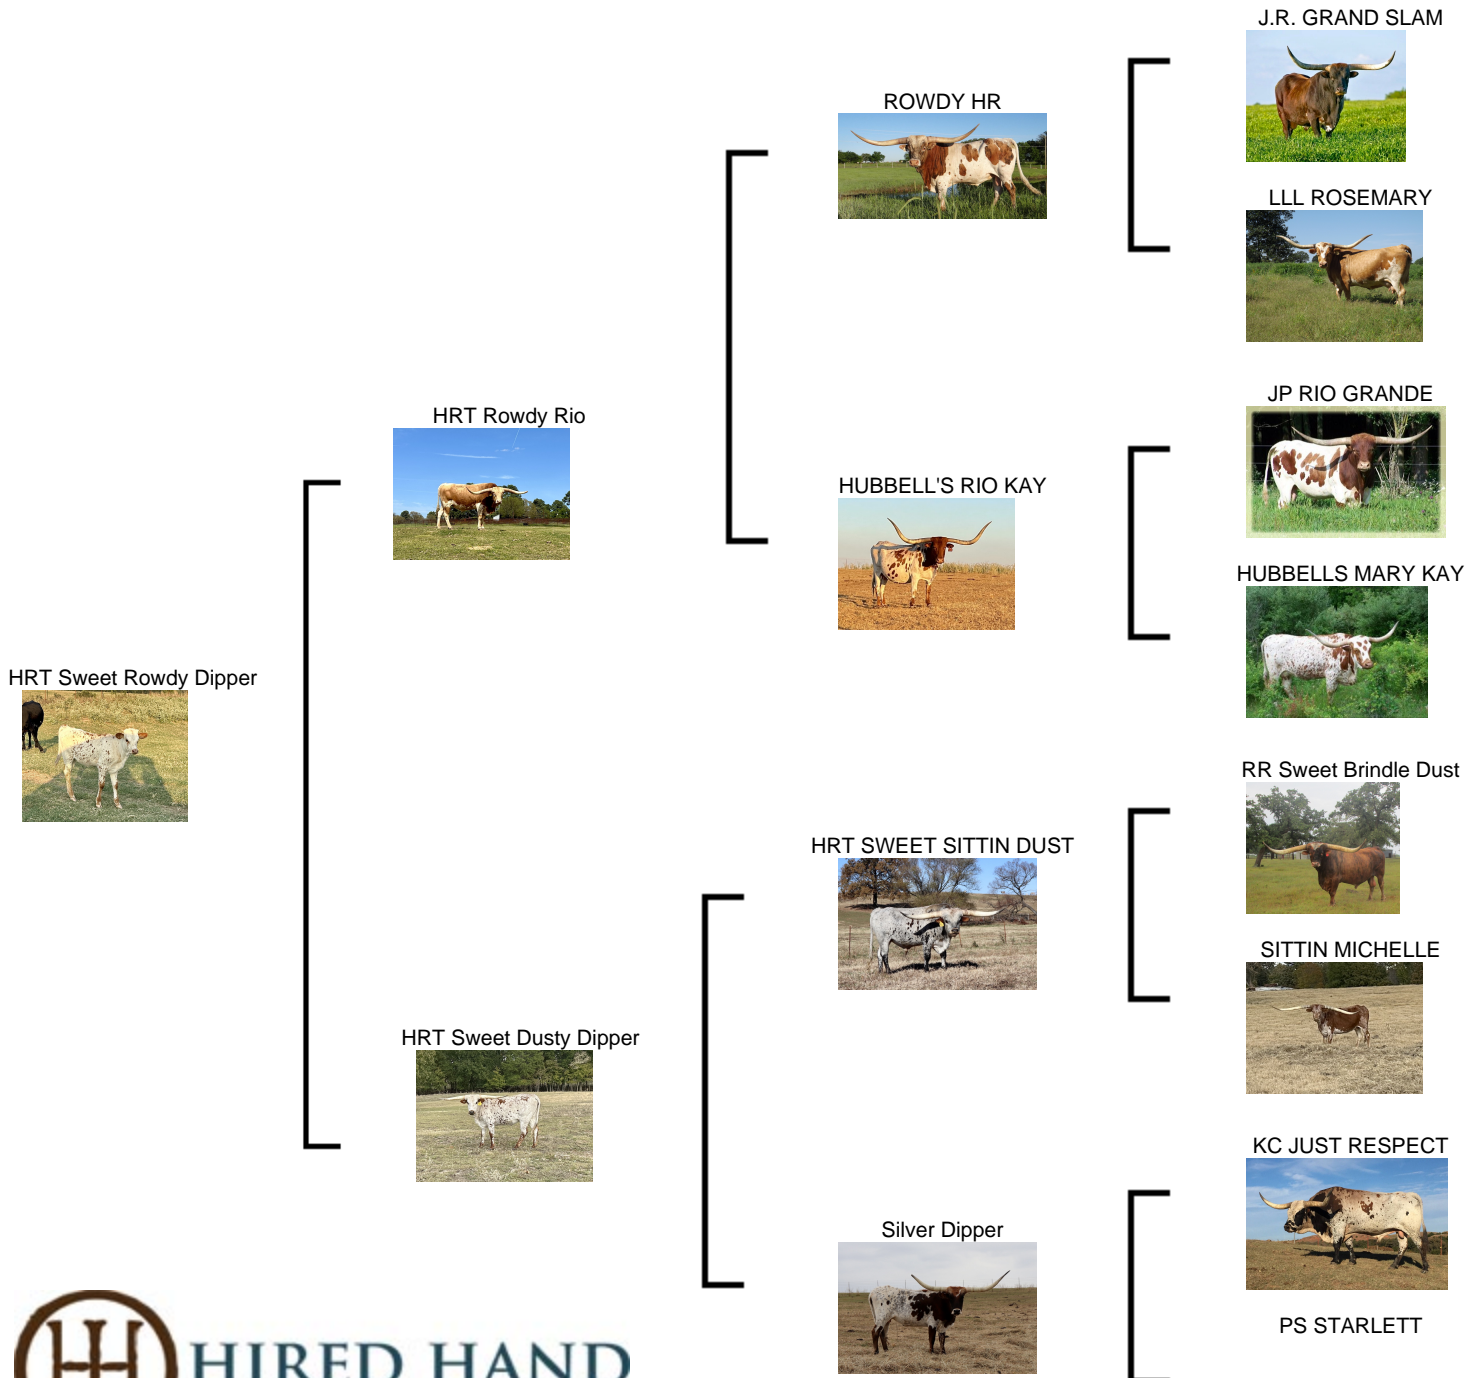 J.R. GRAND SLAM
ROWDY HR
LLL ROSEMARY
HRT Rowdy Rio
JP RIO GRANDE
HUBBELL'S RIO KAY
HUBBELLS MARY KAY
HRT Sweet Rowdy Dipper
RR Sweet Brindle Dust
HRT SWEET SITTIN DUST
SITTIN MICHELLE
HRT Sweet Dusty Dipper
KC JUST RESPECT
Silver Dipper
PS STARLETT
HIRED HAND